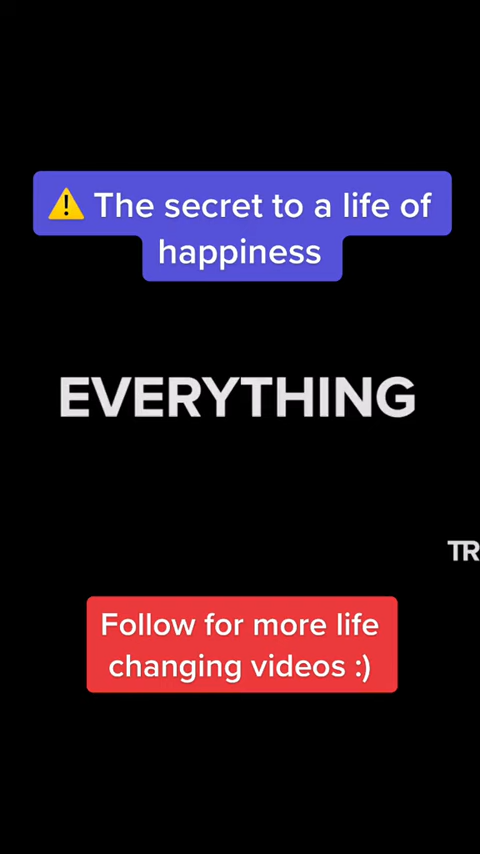 ⚠️ The secret to a life of
happiness
EVERYTHING
TR
Follow for more life
changing videos :)